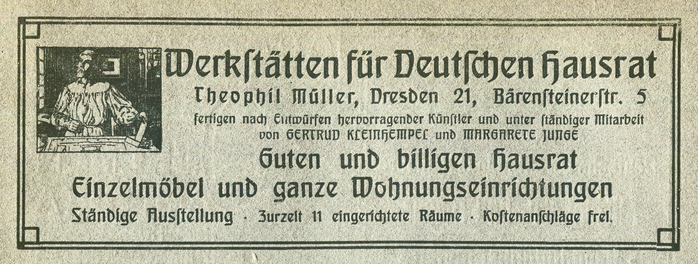 Werkſtätten für Deutſchen Hausrat
Theophil Müller, Dresden 21, Bärenſteinerſtr. 5
fertigen nach Entwürfen hervorragender Künſtler und unter ſtändiger Mitarbeit
von GERTRUD KLEINHEMPEL und MARGARETE JUNGE
Guten und billigen Hausrat
Einzelmöbel und ganze Wohnungseinrichtungen
Ständige Ausſtellung · Zurzeit 11 eingerichtete Räume · Koſtenanſchläge frei.